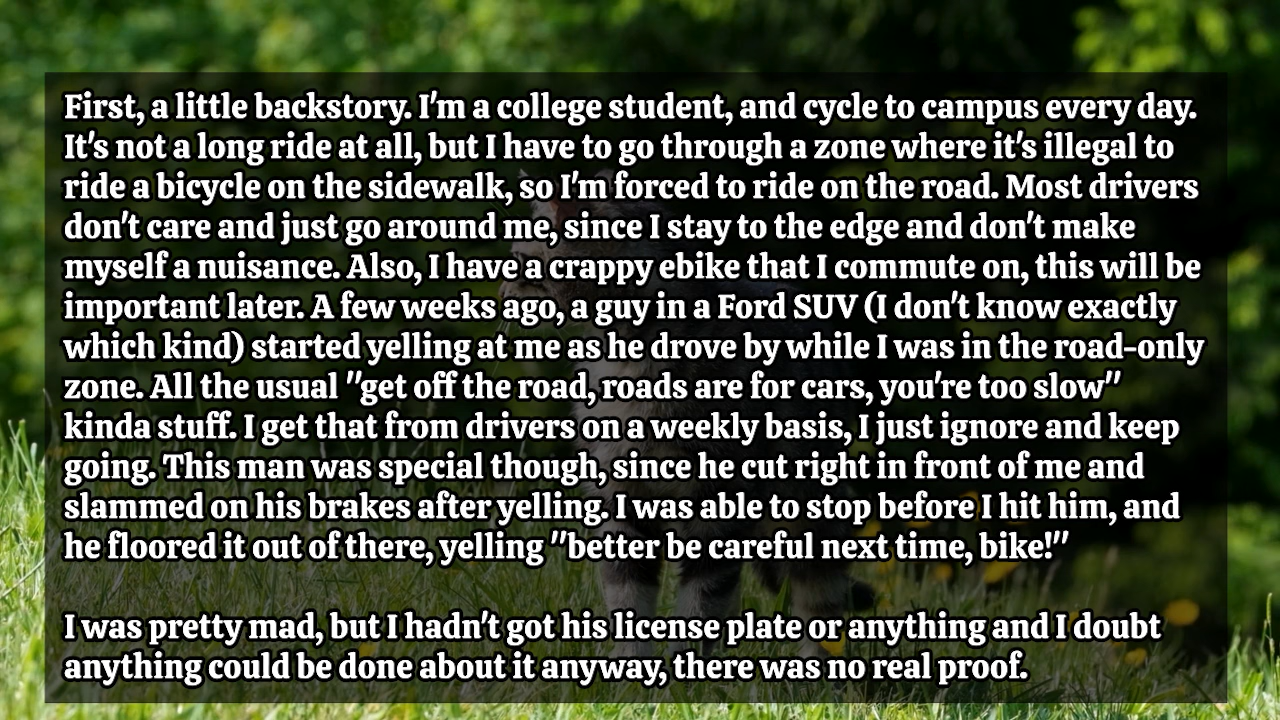 First, a little backstory. I'm a college student, and cycle to campus every day.
It's not a long ride at all, but I have to go through a zone where it's illegal to
ride a bicycle on the sidewalk, so I'm forced to ride on the road. Most drivers
don't care and just go around me, since I stay to the edge and don't make
myself a nuisance. Also, I have a crappy ebike that I commute on, this will be
important later. A few weeks ago, a guy in a Ford SUV (I don't know exactly
which kind) started yelling at me as he drove by while I was in the road-only
zone. All the usual "get off the road, roads are for cars, you're too slow"
kinda stuff. I get that from drivers on a weekly basis, I just ignore and keep
going. This man was special though, since he cut right in front of me and
slammed on his brakes after yelling. I was able to stop before I hit him, and
he floored it out of there, yelling "better be careful next time, bike!"
I was pretty mad, but I hadn't got his license plate or anything and I doubt
anything could be done about it anyway, there was no real proof.